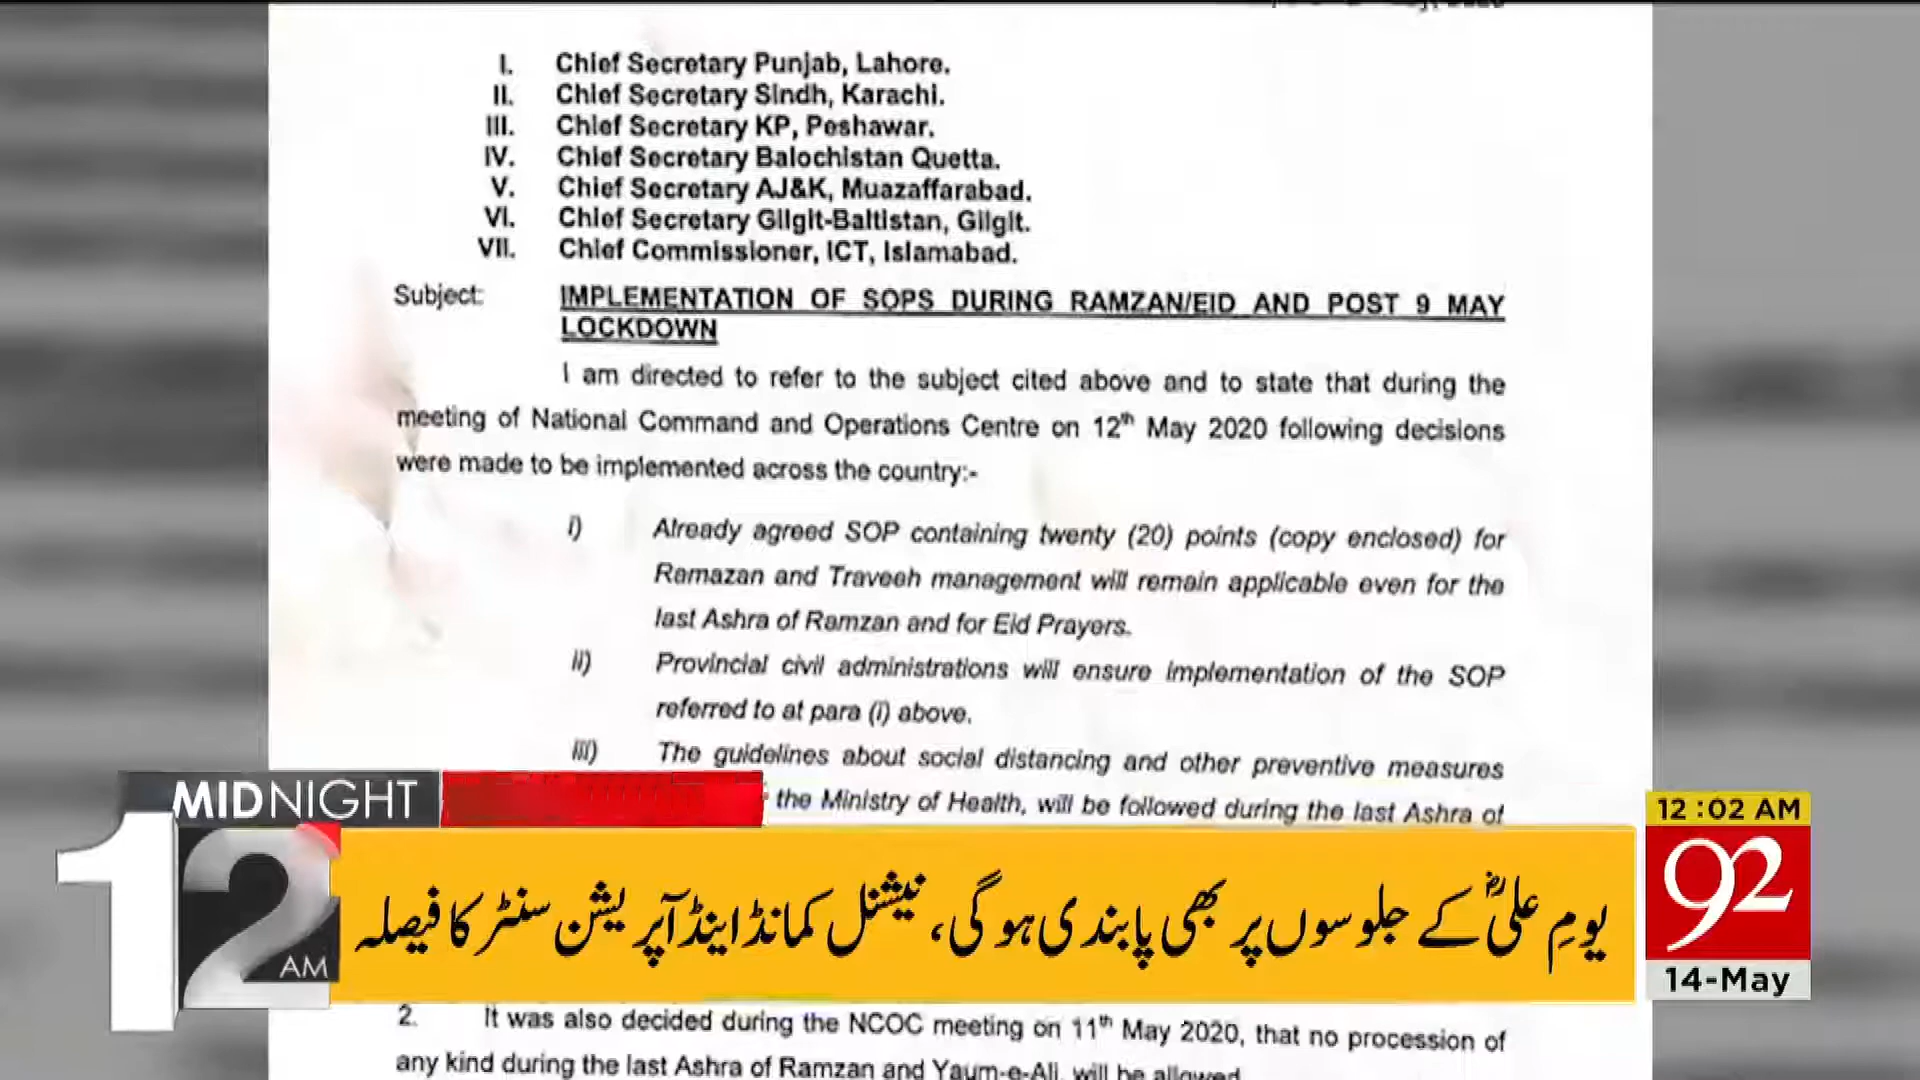 I. Chief Secretary Punjab, Lahore.
II. Chief Secretary Sindh, Karachi.
III. Chief Secretary KP, Peshawar.
IV. Chief Secretary Balochistan Quetta.
V. Chief Secretary AJ&K, Muazaffarabad.
VI. Chief Secretary Gilgit-Baltistan, Gilgit.
VII. Chief Commissioner, ICT, Islamabad.
Subject: IMPLEMENTATION OF SOPS DURING RAMZAN/EID AND POST 9 MAY
LOCKDOWN
I am directed to refer to the subject cited above and to state that during the
meeting of National Command and Operations Centre on 12th May 2020 following decisions
were made to be implemented across the country:-
i) Already agreed SOP containing twenty (20) points (copy enclosed) for
Ramazan and Traveeh management will remain applicable even for the
last Ashra of Ramzan and for Eid Prayers.
ii) Provincial civil administrations will ensure implementation of the SOP
referred to at para (i) above.
iii) The guidelines about social distancing and other preventive measures
the Ministry of Health, will be followed during the last Ashra of
MIDNIGHT
12
AM
یومِ علیؓ کے جلوسوں پر بھی پابندی ہوگی، نیشنل کمانڈ اینڈ آپریشن سنٹر کا فیصلہ
12:02 AM
92
14-May
2. It was also decided during the NCOC meeting on 11th May 2020, that no procession of
any kind during the last Ashra of Ramzan and Yaum-e-Ali, will be allowed